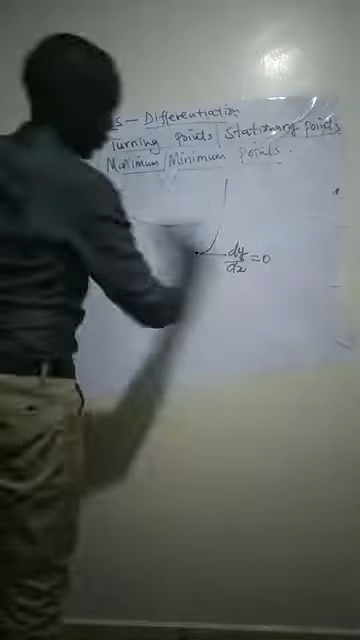 s - Differentiation
Turning Points | Stationary Points
Maximum / Minimum Points.
dy/dx = 0